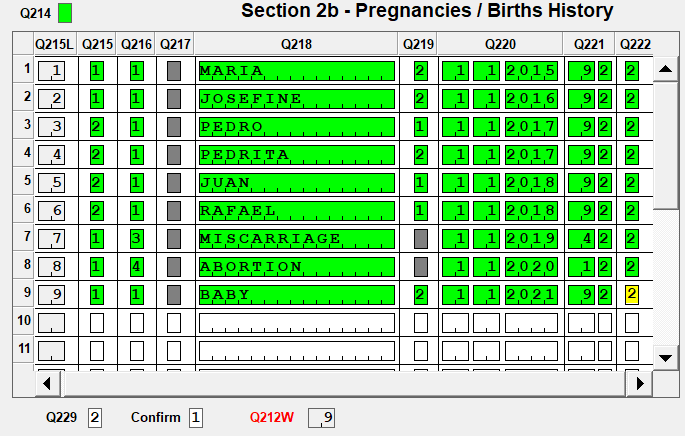 Q214 Section 2b - Pregnancies / Births History
Q215L Q215 Q216 Q217 Q218 Q219 Q220 Q221 Q222
1 1 1 1 MARIA 2 1 1 2015 9 2 2
2 2 1 1 JOSEFINE 2 1 1 2016 9 2 2
3 3 2 1 PEDRO 1 1 1 2017 9 2 2
4 4 2 1 PEDRITA 2 1 1 2017 9 2 2
5 5 2 1 JUAN 1 1 1 2018 9 2 2
6 6 2 1 RAFAEL 1 1 1 2018 9 2 2
7 7 1 3 MISCARRIAGE 1 1 2019 4 2 2
8 8 1 4 ABORTION 1 1 2020 1 2 2
9 9 1 1 BABY 2 1 1 2021 9 2 2
10
11
Q229 2 Confirm 1 Q212W 9